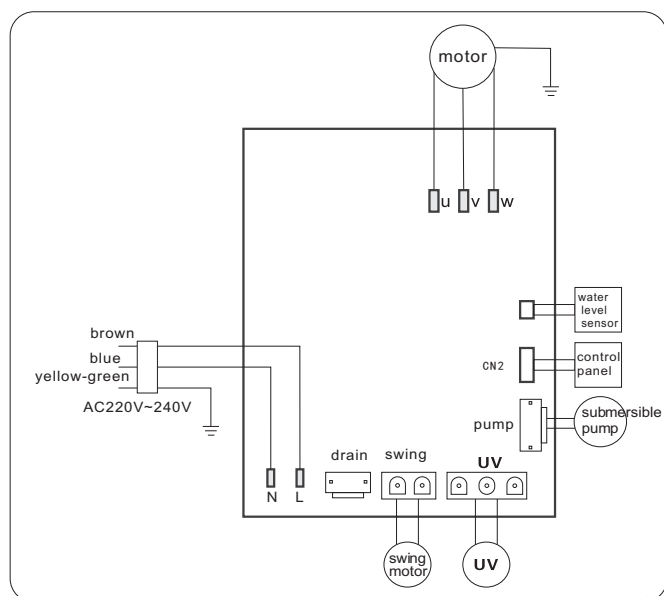 motor
u v w
water
level
sensor
brown
blue
yellow-green
AC220V~240V
CN2
control
panel
pump
submersible
pump
drain swing UV
N L
swing
motor
UV